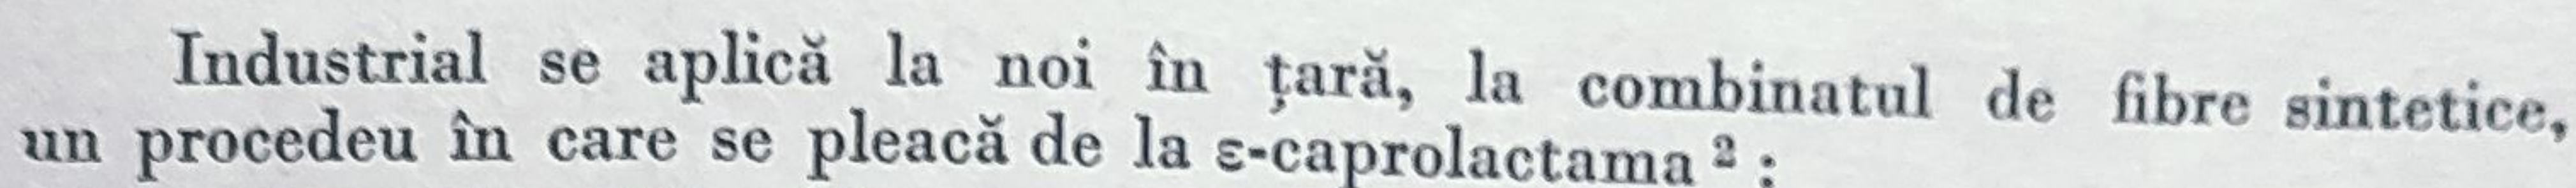 Industrial se aplică la noi în țară, la combinatul de fibre sintetice,
un procedeu în care se pleacă de la ε-caprolactama ² :